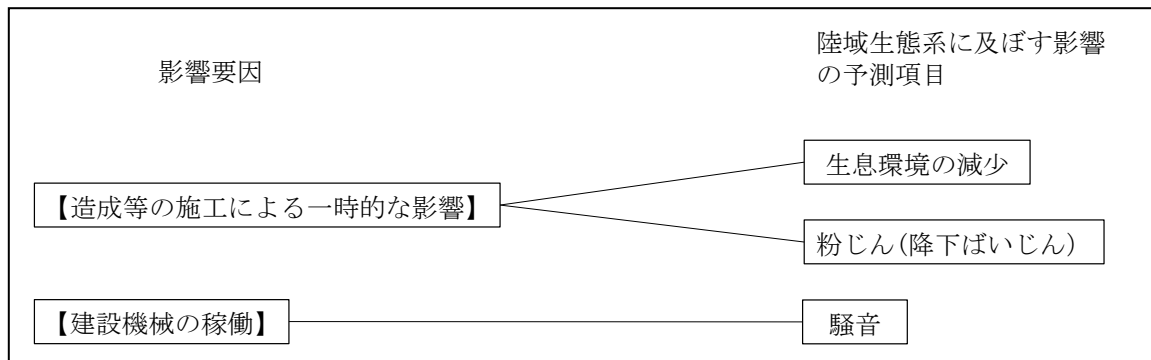 影響要因
陸域生態系に及ぼす影響
の予測項目
【造成等の施工による一時的な影響】
生息環境の減少
粉じん(降下ばいじん)
【建設機械の稼働】
騒音